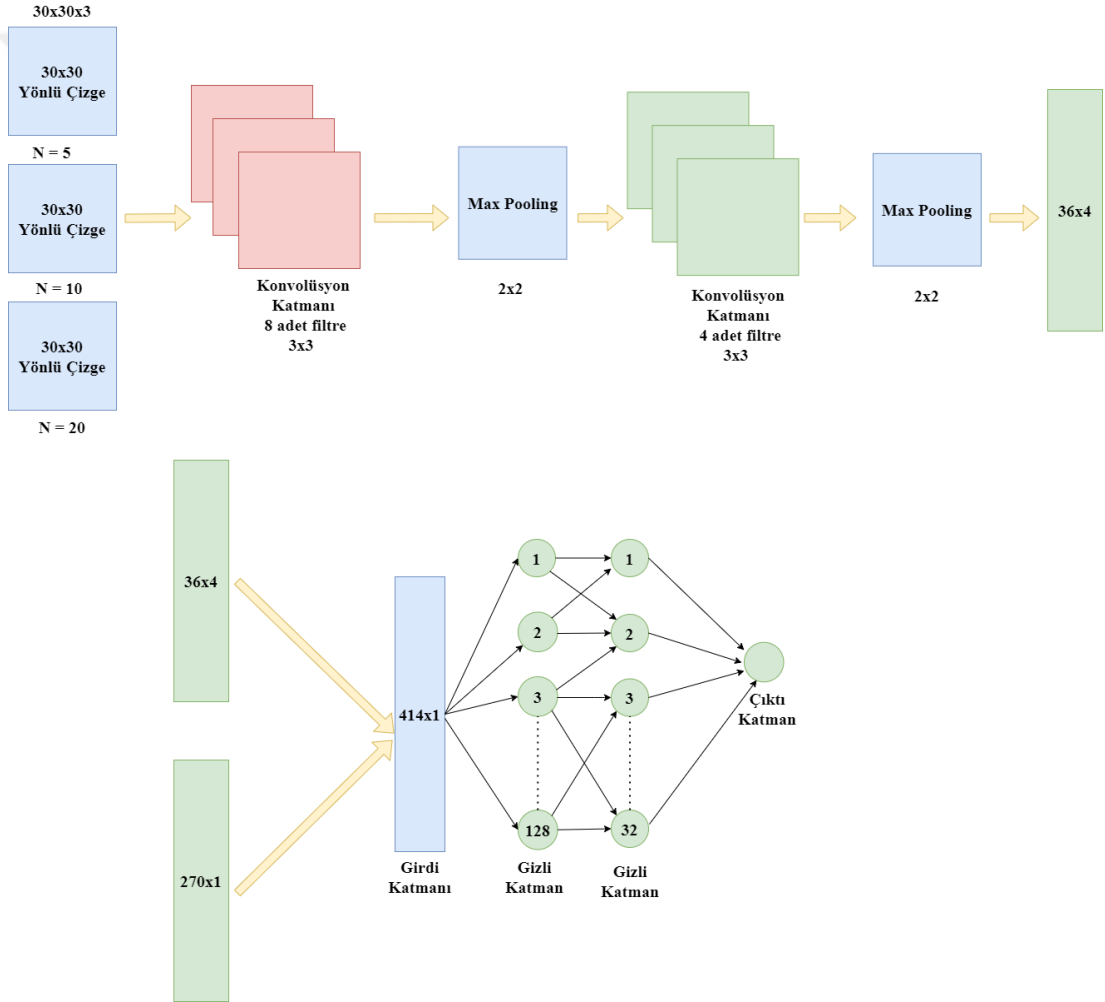 30x30x3
30x30
Yönlü Çizge
N = 5
30x30
Yönlü Çizge
N = 10
30x30
Yönlü Çizge
N = 20
Konvolüsyon
Katmanı
8 adet filtre
3x3
Max Pooling
2x2
Konvolüsyon
Katmanı
4 adet filtre
3x3
Max Pooling
2x2
36x4
36x4
270x1
414x1
Girdi
Katmanı
1
2
3
128
Gizli
Katman
1
2
3
32
Gizli
Katman
Çıktı
Katman